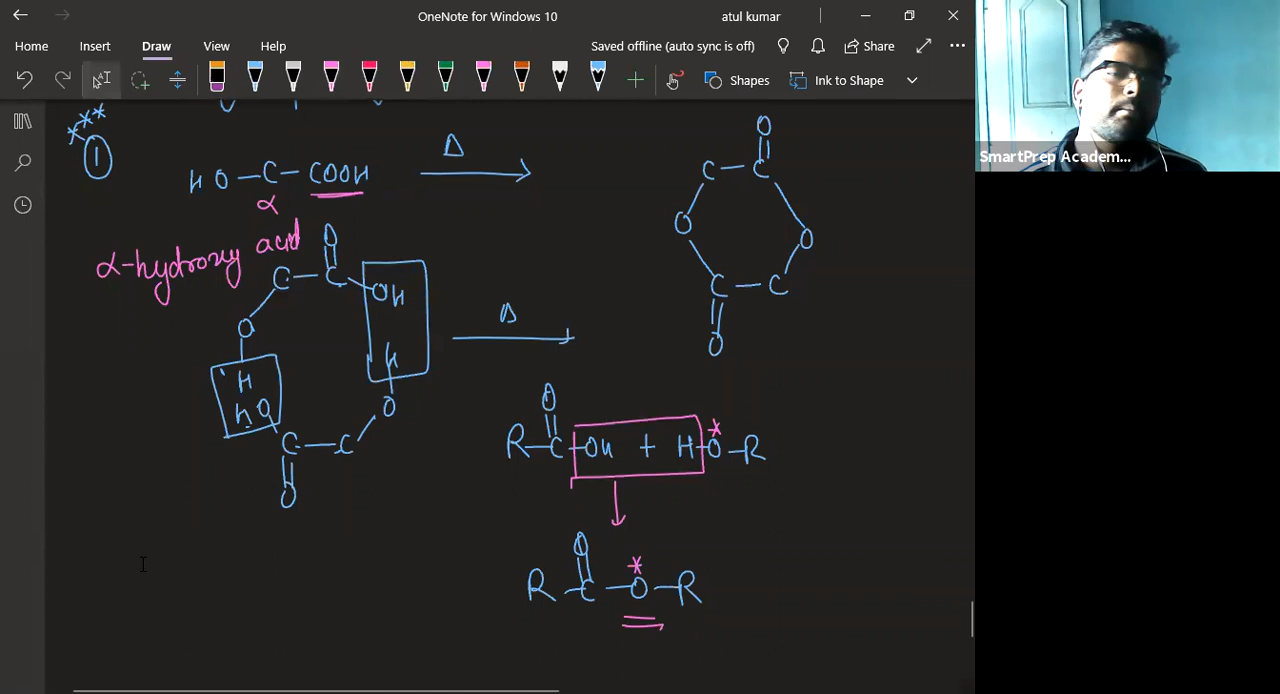 OneNote for Windows 10
atul kumar
Home Insert Draw View Help
Saved offline (auto sync is off)
Share
Shapes
Ink to Shape
SmartPrep Academ...
***
1
HO-C-COOH
Δ
α
α-hydroxy acid
O
C-C
OH
O
H
H
HO
O
C-C
O
Δ
O
C-C
O
O
C-C
O
O
R-C-OH + H-O-R
*
O
*
R-C-O-R